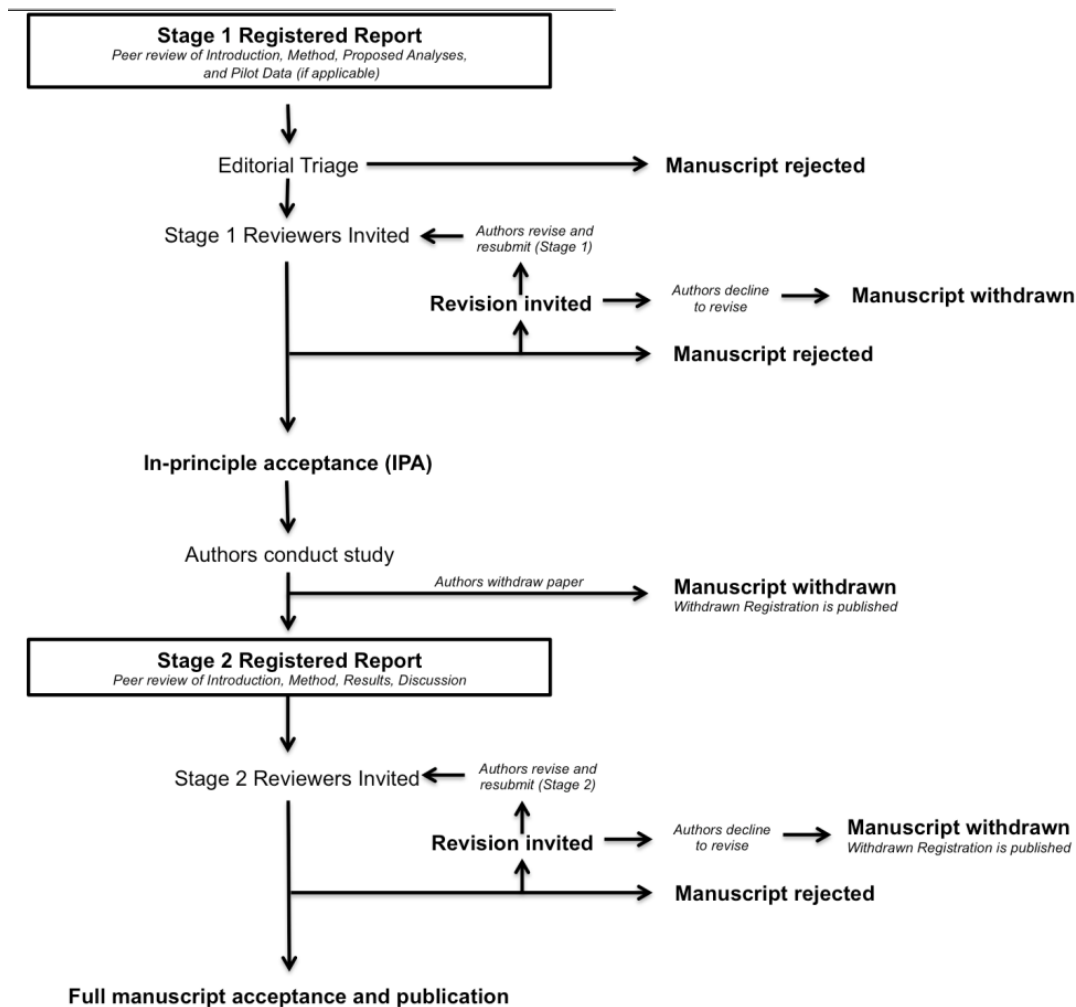 Stage 1 Registered Report
Peer review of Introduction, Method, Proposed Analyses,
and Pilot Data (if applicable)
Editorial Triage
Manuscript rejected
Stage 1 Reviewers Invited
Authors revise and
resubmit (Stage 1)
Revision invited
Authors decline
to revise
Manuscript withdrawn
Manuscript rejected
In-principle acceptance (IPA)
Authors conduct study
Authors withdraw paper
Manuscript withdrawn
Withdrawn Registration is published
Stage 2 Registered Report
Peer review of Introduction, Method, Results, Discussion
Stage 2 Reviewers Invited
Authors revise and
resubmit (Stage 2)
Revision invited
Authors decline
to revise
Manuscript withdrawn
Withdrawn Registration is published
Manuscript rejected
Full manuscript acceptance and publication